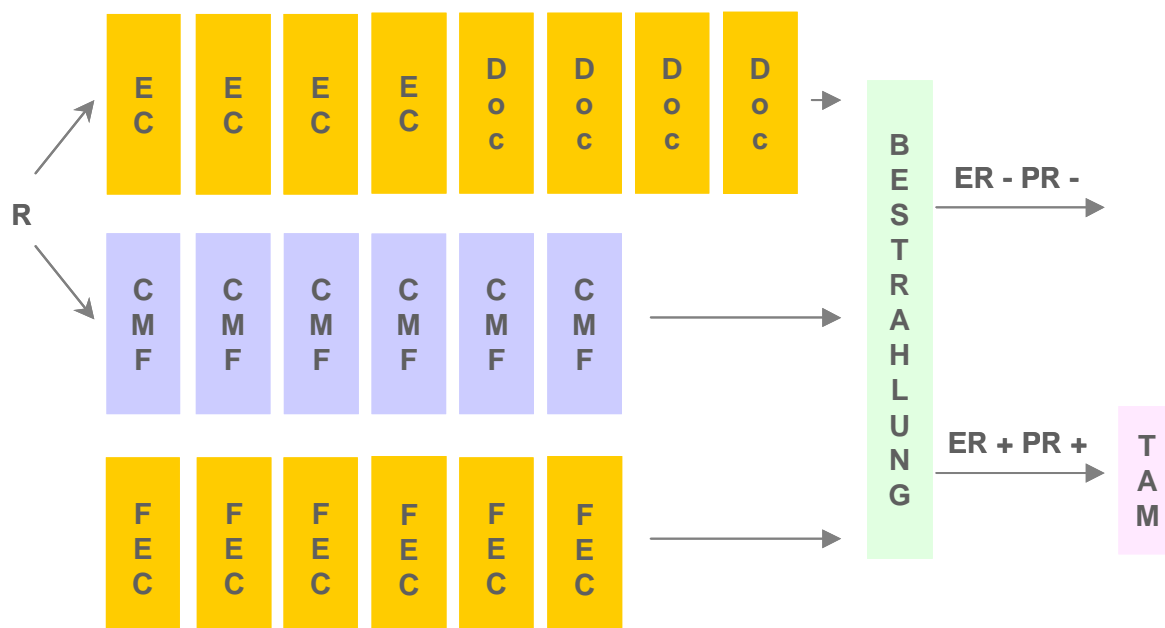 EC EC EC EC Doc Doc Doc Doc
R
CMF CMF CMF CMF CMF CMF
FEC FEC FEC FEC FEC FEC
BESTRAHLUNG
ER - PR -
ER + PR +
TAM